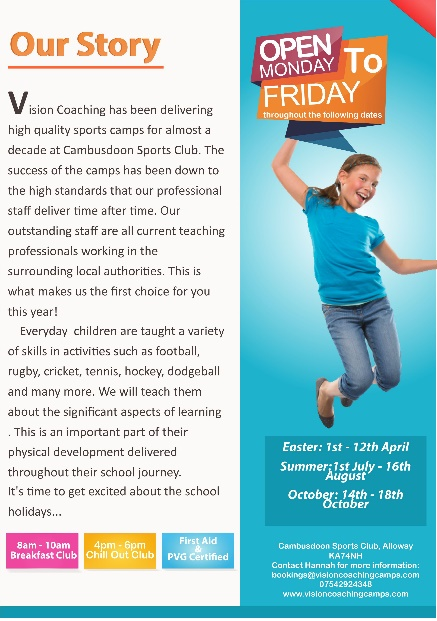 Our Story
Vision Coaching has been delivering
high quality sports camps for almost a
decade at Cambusdoon Sports Club. The
success of the camps has been down to
the high standards that our professional
staff deliver time after time. Our
outstanding staff are all current teaching
professionals working in the
surrounding local authorities. This is
what makes us the first choice for you
this year!
Everyday children are taught a variety
of skills in activities such as football,
rugby, cricket, tennis, hockey, dodgeball
and many more. We will teach them
about the significant aspects of learning
. This is an important part of their
physical development delivered
throughout their school journey.
It's time to get excited about the school
holidays...
8am - 10am
Breakfast Club
4pm - 6pm
Chill Out Club
First Aid
&
PVG Certified
OPEN
MONDAY To
FRIDAY
throughout the following dates
Easter: 1st - 12th April
Summer:1st July - 16th
August
October: 14th - 18th
October
Cambusdoon Sports Club, Alloway
KA74NH
Contact Hannah for more information:
bookings@visioncoachingcamps.com
07542924348
www.visioncoachingcamps.com